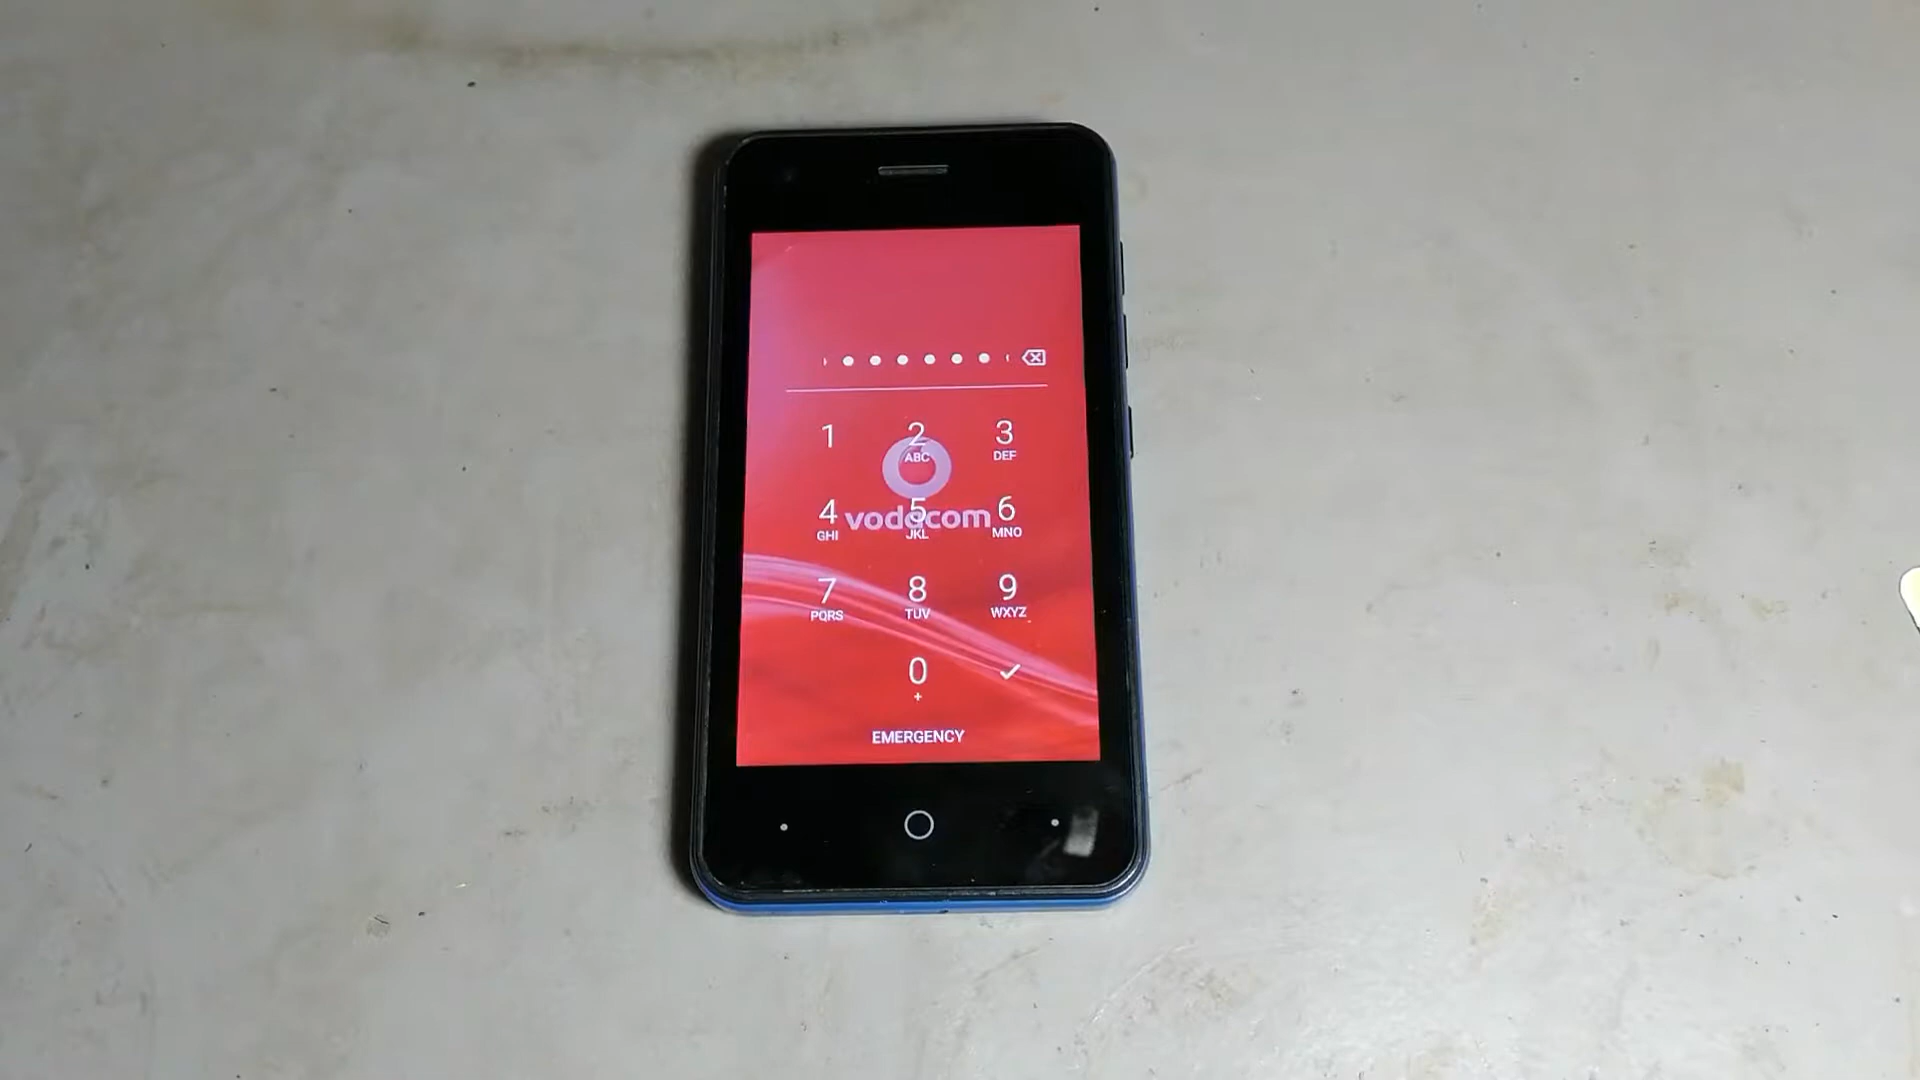 1 2 3
ABC DEF
vodacom
4 5 6
GHI JKL MNO
7 8 9
PQRS TUV WXYZ
0
+
EMERGENCY